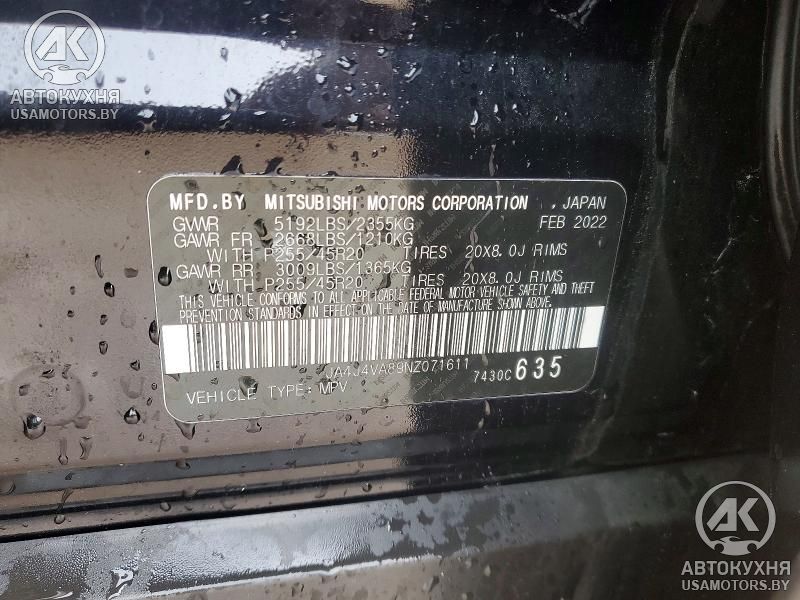 AK
АВТОКУХНЯ
USAMOTORS.BY
MFD.BY MITSUBISHI MOTORS CORPORATION , JAPAN
GVWR 5192LBS/2355KG FEB 2022
GAWR FR 2668LBS/1210KG
WITH P255/45R20 TIRES 20X8.0J RIMS
GAWR RR 3009LBS/1365KG
WITH P255/45R20 TIRES 20X8.0J RIMS
THIS VEHICLE CONFORMS TO ALL APPLICABLE FEDERAL MOTOR VEHICLE SAFETY AND THEFT
PREVENTION STANDARDS IN EFFECT ON THE DATE OF MANUFACTURE SHOWN ABOVE.
JA4J4VA89NZ071611
7430C 635
VEHICLE TYPE: MPV
AK
АВТОКУХНЯ
USAMOTORS.BY